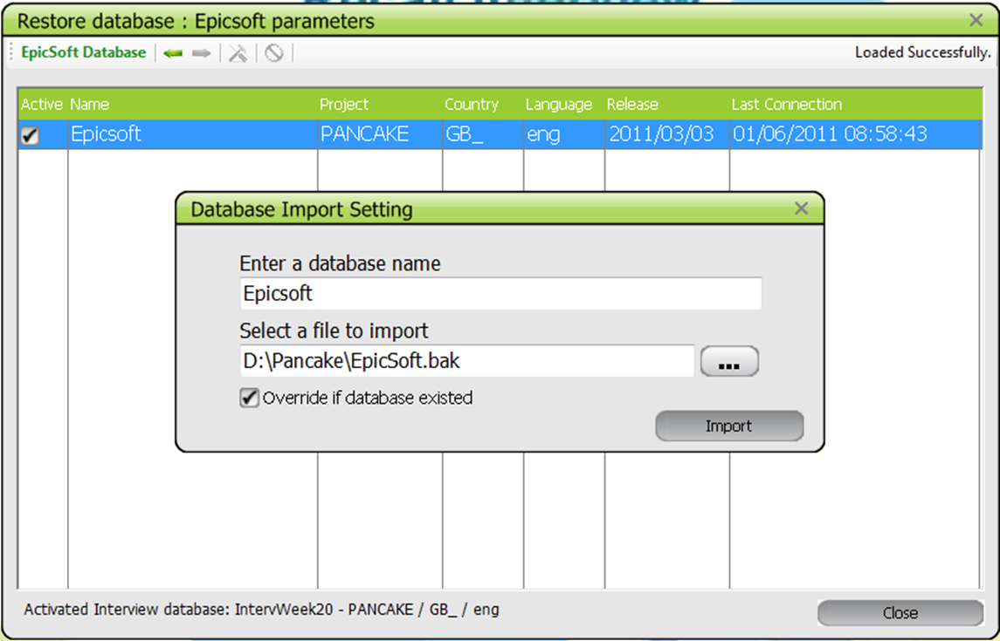 Restore database : Epicsoft parameters
EpicSoft Database
Loaded Successfully.
Active Name Project Country Language Release Last Connection
Epicsoft PANCAKE GB_ eng 2011/03/03 01/06/2011 08:58:43
Database Import Setting
Enter a database name
Epicsoft
Select a file to import
D:\Pancake\EpicSoft.bak
...
Override if database existed
Import
Activated Interview database: IntervWeek20 - PANCAKE / GB_ / eng
Close